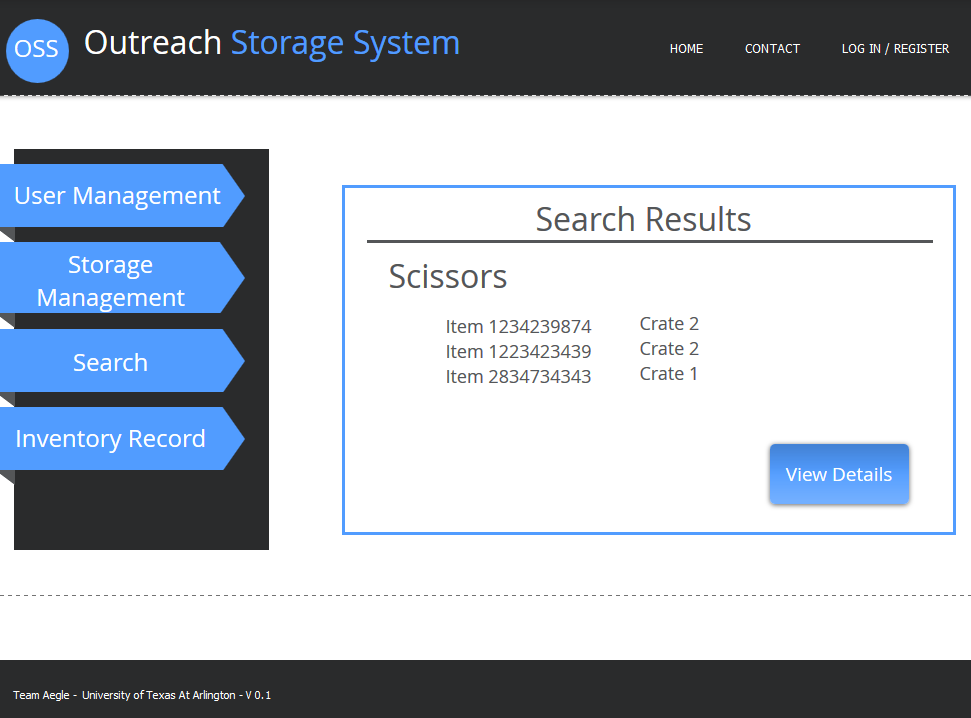 OSS
Outreach Storage System
HOME
CONTACT
LOG IN / REGISTER
User Management
Storage
Management
Search
Inventory Record
Search Results
Scissors
Item 1234239874 Crate 2
Item 1223423439 Crate 2
Item 2834734343 Crate 1
View Details
Team Aegle - University of Texas At Arlington - V 0.1